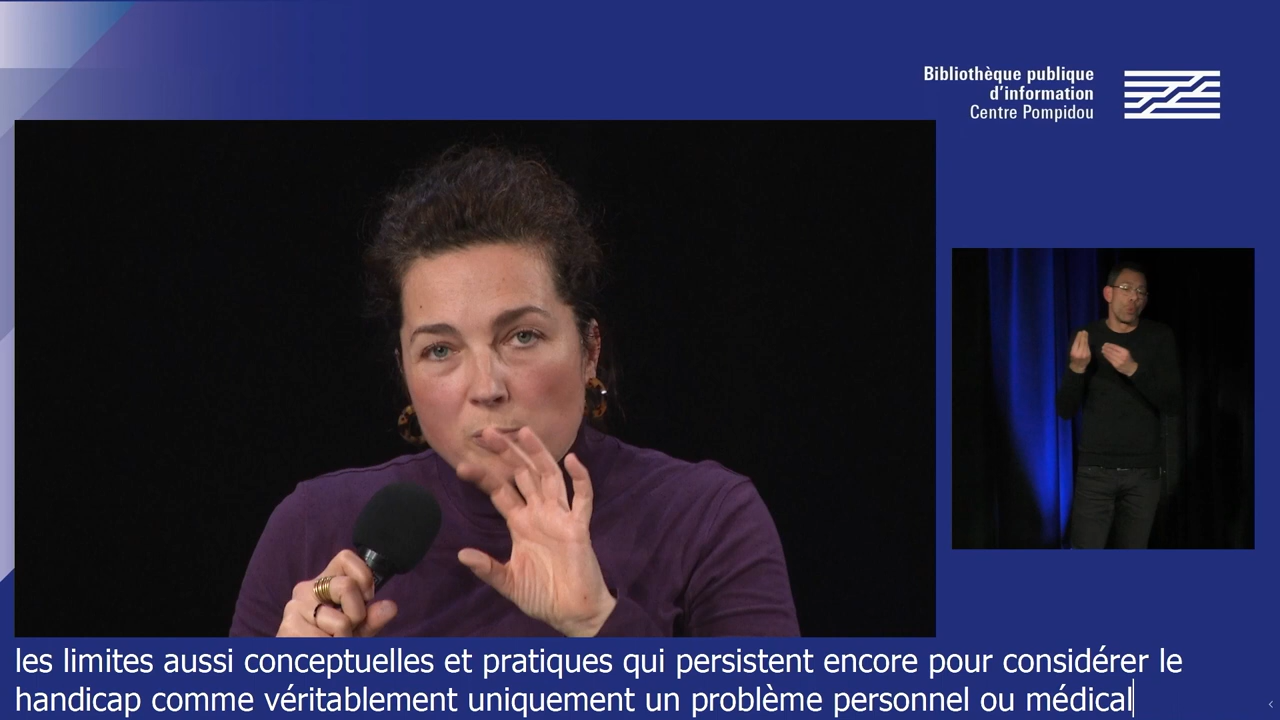 Bibliothèque publique
d'information
Centre Pompidou
les limites aussi conceptuelles et pratiques qui persistent encore pour considérer le
handicap comme véritablement uniquement un problème personnel ou médical